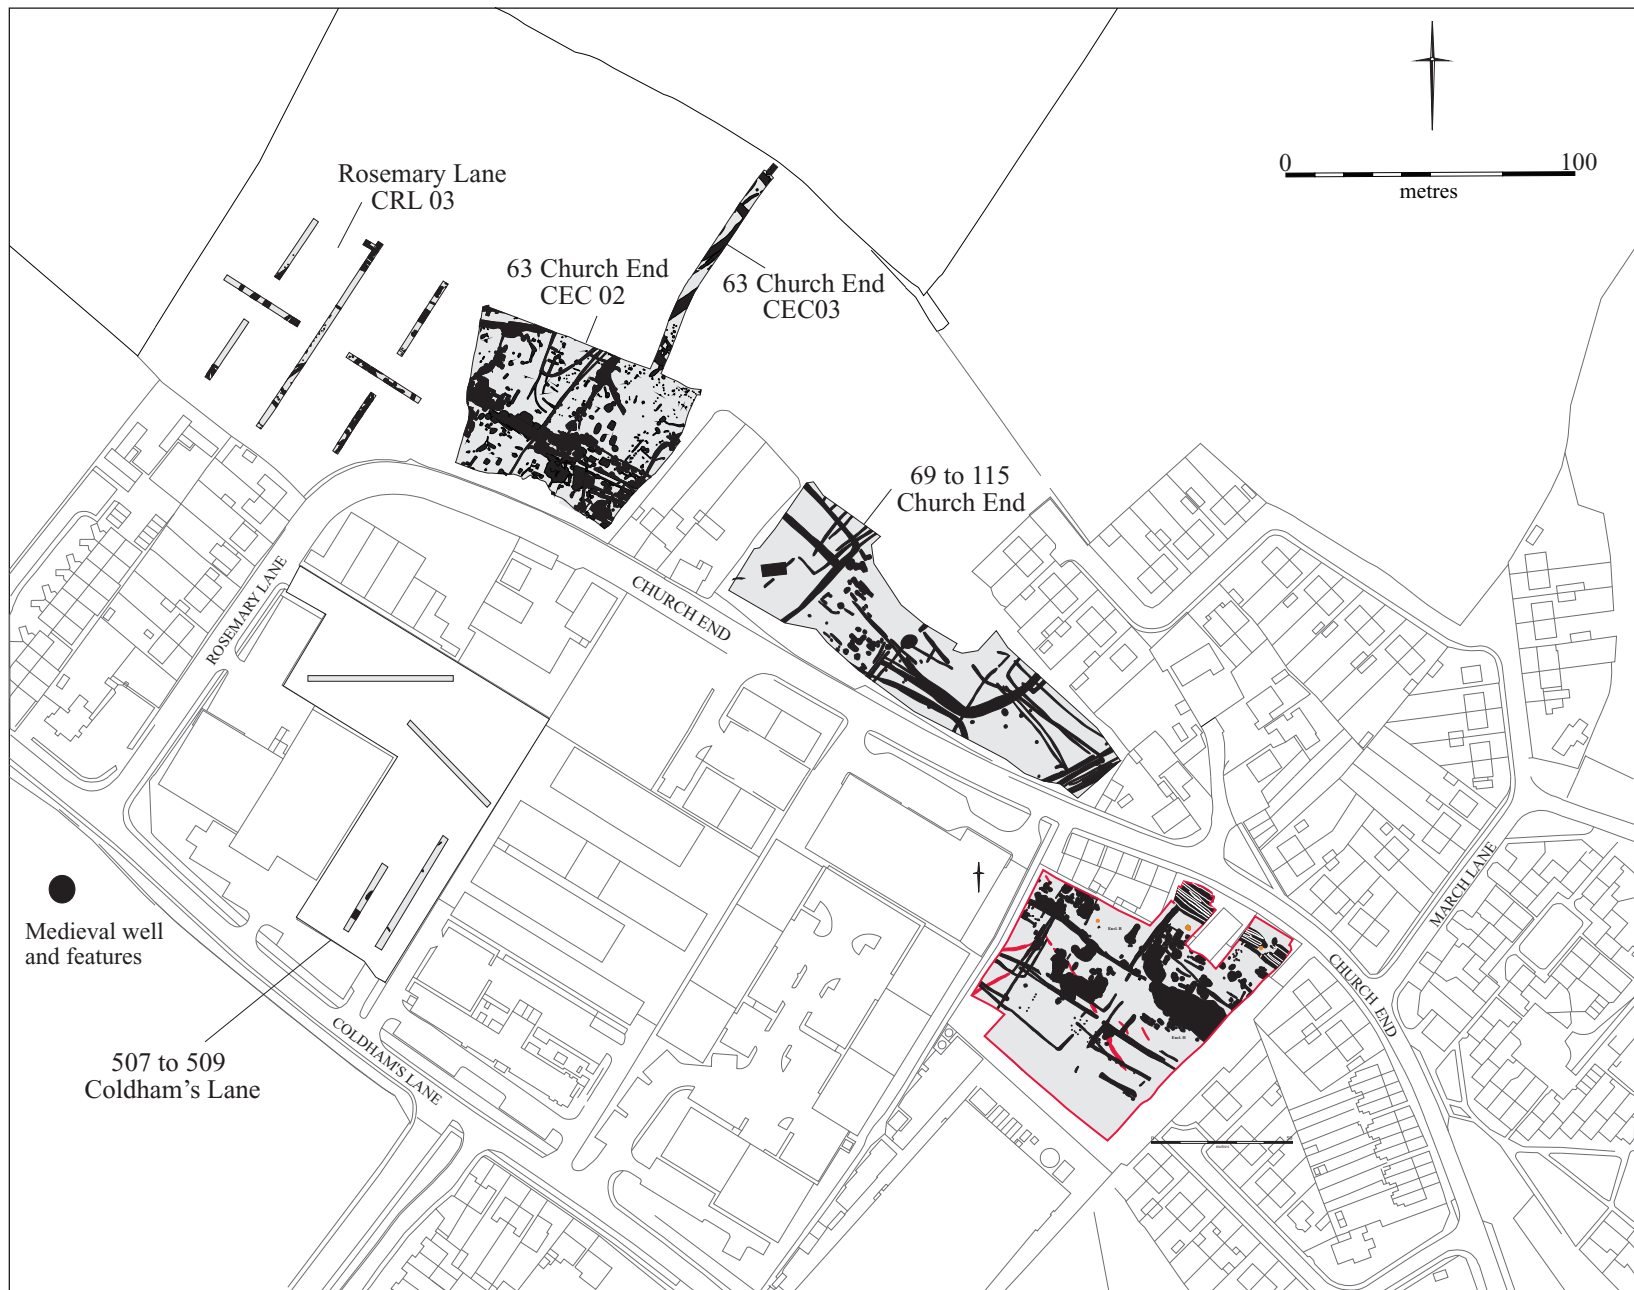 0 100
metres
Rosemary Lane
CRL 03
63 Church End
CEC 02
63 Church End
CEC03
69 to 115
Church End
ROSEMARY LANE
CHURCH END
MARCH LANE
CHURCH END
Medieval well
and features
COLDHAM'S LANE
507 to 509
Coldham's Lane